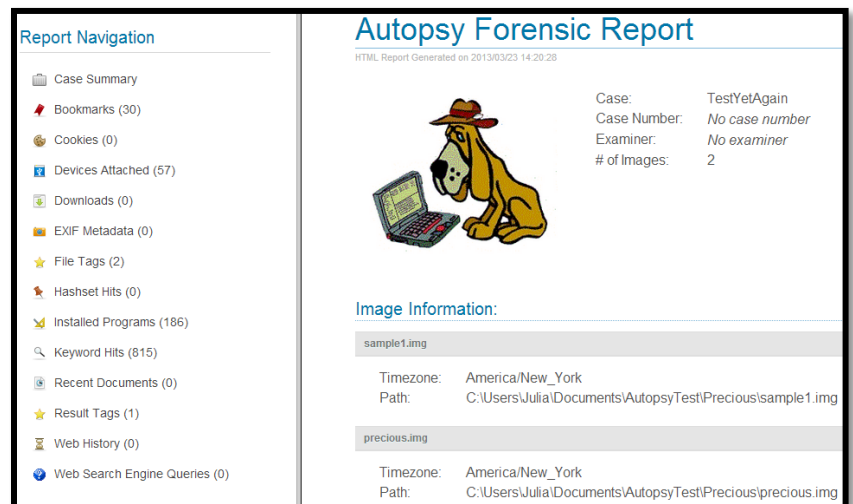 Report Navigation
Case Summary
Bookmarks (30)
Cookies (0)
Devices Attached (57)
Downloads (0)
EXIF Metadata (0)
File Tags (2)
Hashset Hits (0)
Installed Programs (186)
Keyword Hits (815)
Recent Documents (0)
Result Tags (1)
Web History (0)
Web Search Engine Queries (0)
Autopsy Forensic Report
HTML Report Generated on 2013/03/23 14:20:28
Case: TestYetAgain
Case Number: No case number
Examiner: No examiner
# of Images: 2
Image Information:
sample1.img
Timezone: America/New_York
Path: C:\Users\Julia\Documents\AutopsyTest\Precious\sample1.img
precious.img
Timezone: America/New_York
Path: C:\Users\Julia\Documents\AutopsyTest\Precious\precious.img